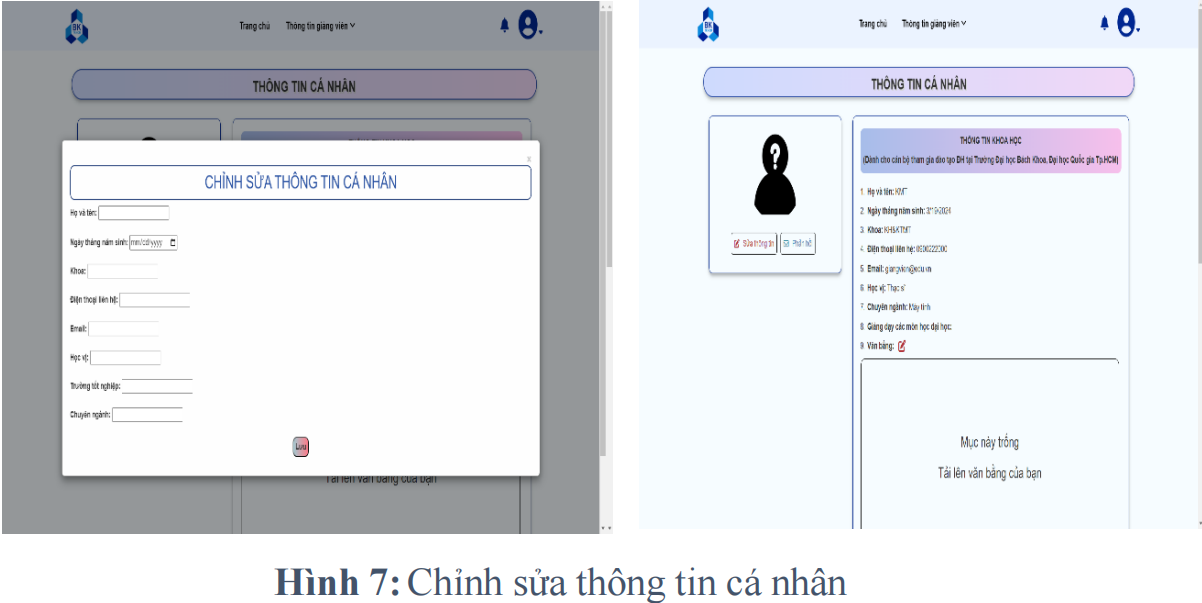 BK
Trang chủ Thông tin giảng viên
THÔNG TIN CÁ NHÂN
CHỈNH SỬA THÔNG TIN CÁ NHÂN
x
Họ và tên:
Ngày tháng năm sinh: mm/dd/yyyy
Khoa:
Điện thoại liên hệ:
Email:
Học vị:
Trường tốt nghiệp:
Chuyên ngành:
Lưu
Tải lên văn bằng của bạn
BK
Trang chủ Thông tin giảng viên
THÔNG TIN CÁ NHÂN
Sửa thông tin Phản hồi
THÔNG TIN KHOA HỌC
(Dành cho cán bộ tham gia đào tạo ĐH tại Trường Đại học Bách Khoa, Đại học Quốc gia Tp.HCM)
1. Họ và tên: KMT
2. Ngày tháng năm sinh:
3. Khoa: KH&KTMT
4. Điện thoại liên hệ:
5. Email: giangvien@edu.vn
6. Học vị: Thạc sĩ
7. Chuyên ngành: Máy tính
8. Giảng dạy các môn học đại học:
9. Văn bằng:
Mục này trống
Tải lên văn bằng của bạn
Hình 7: Chỉnh sửa thông tin cá nhân